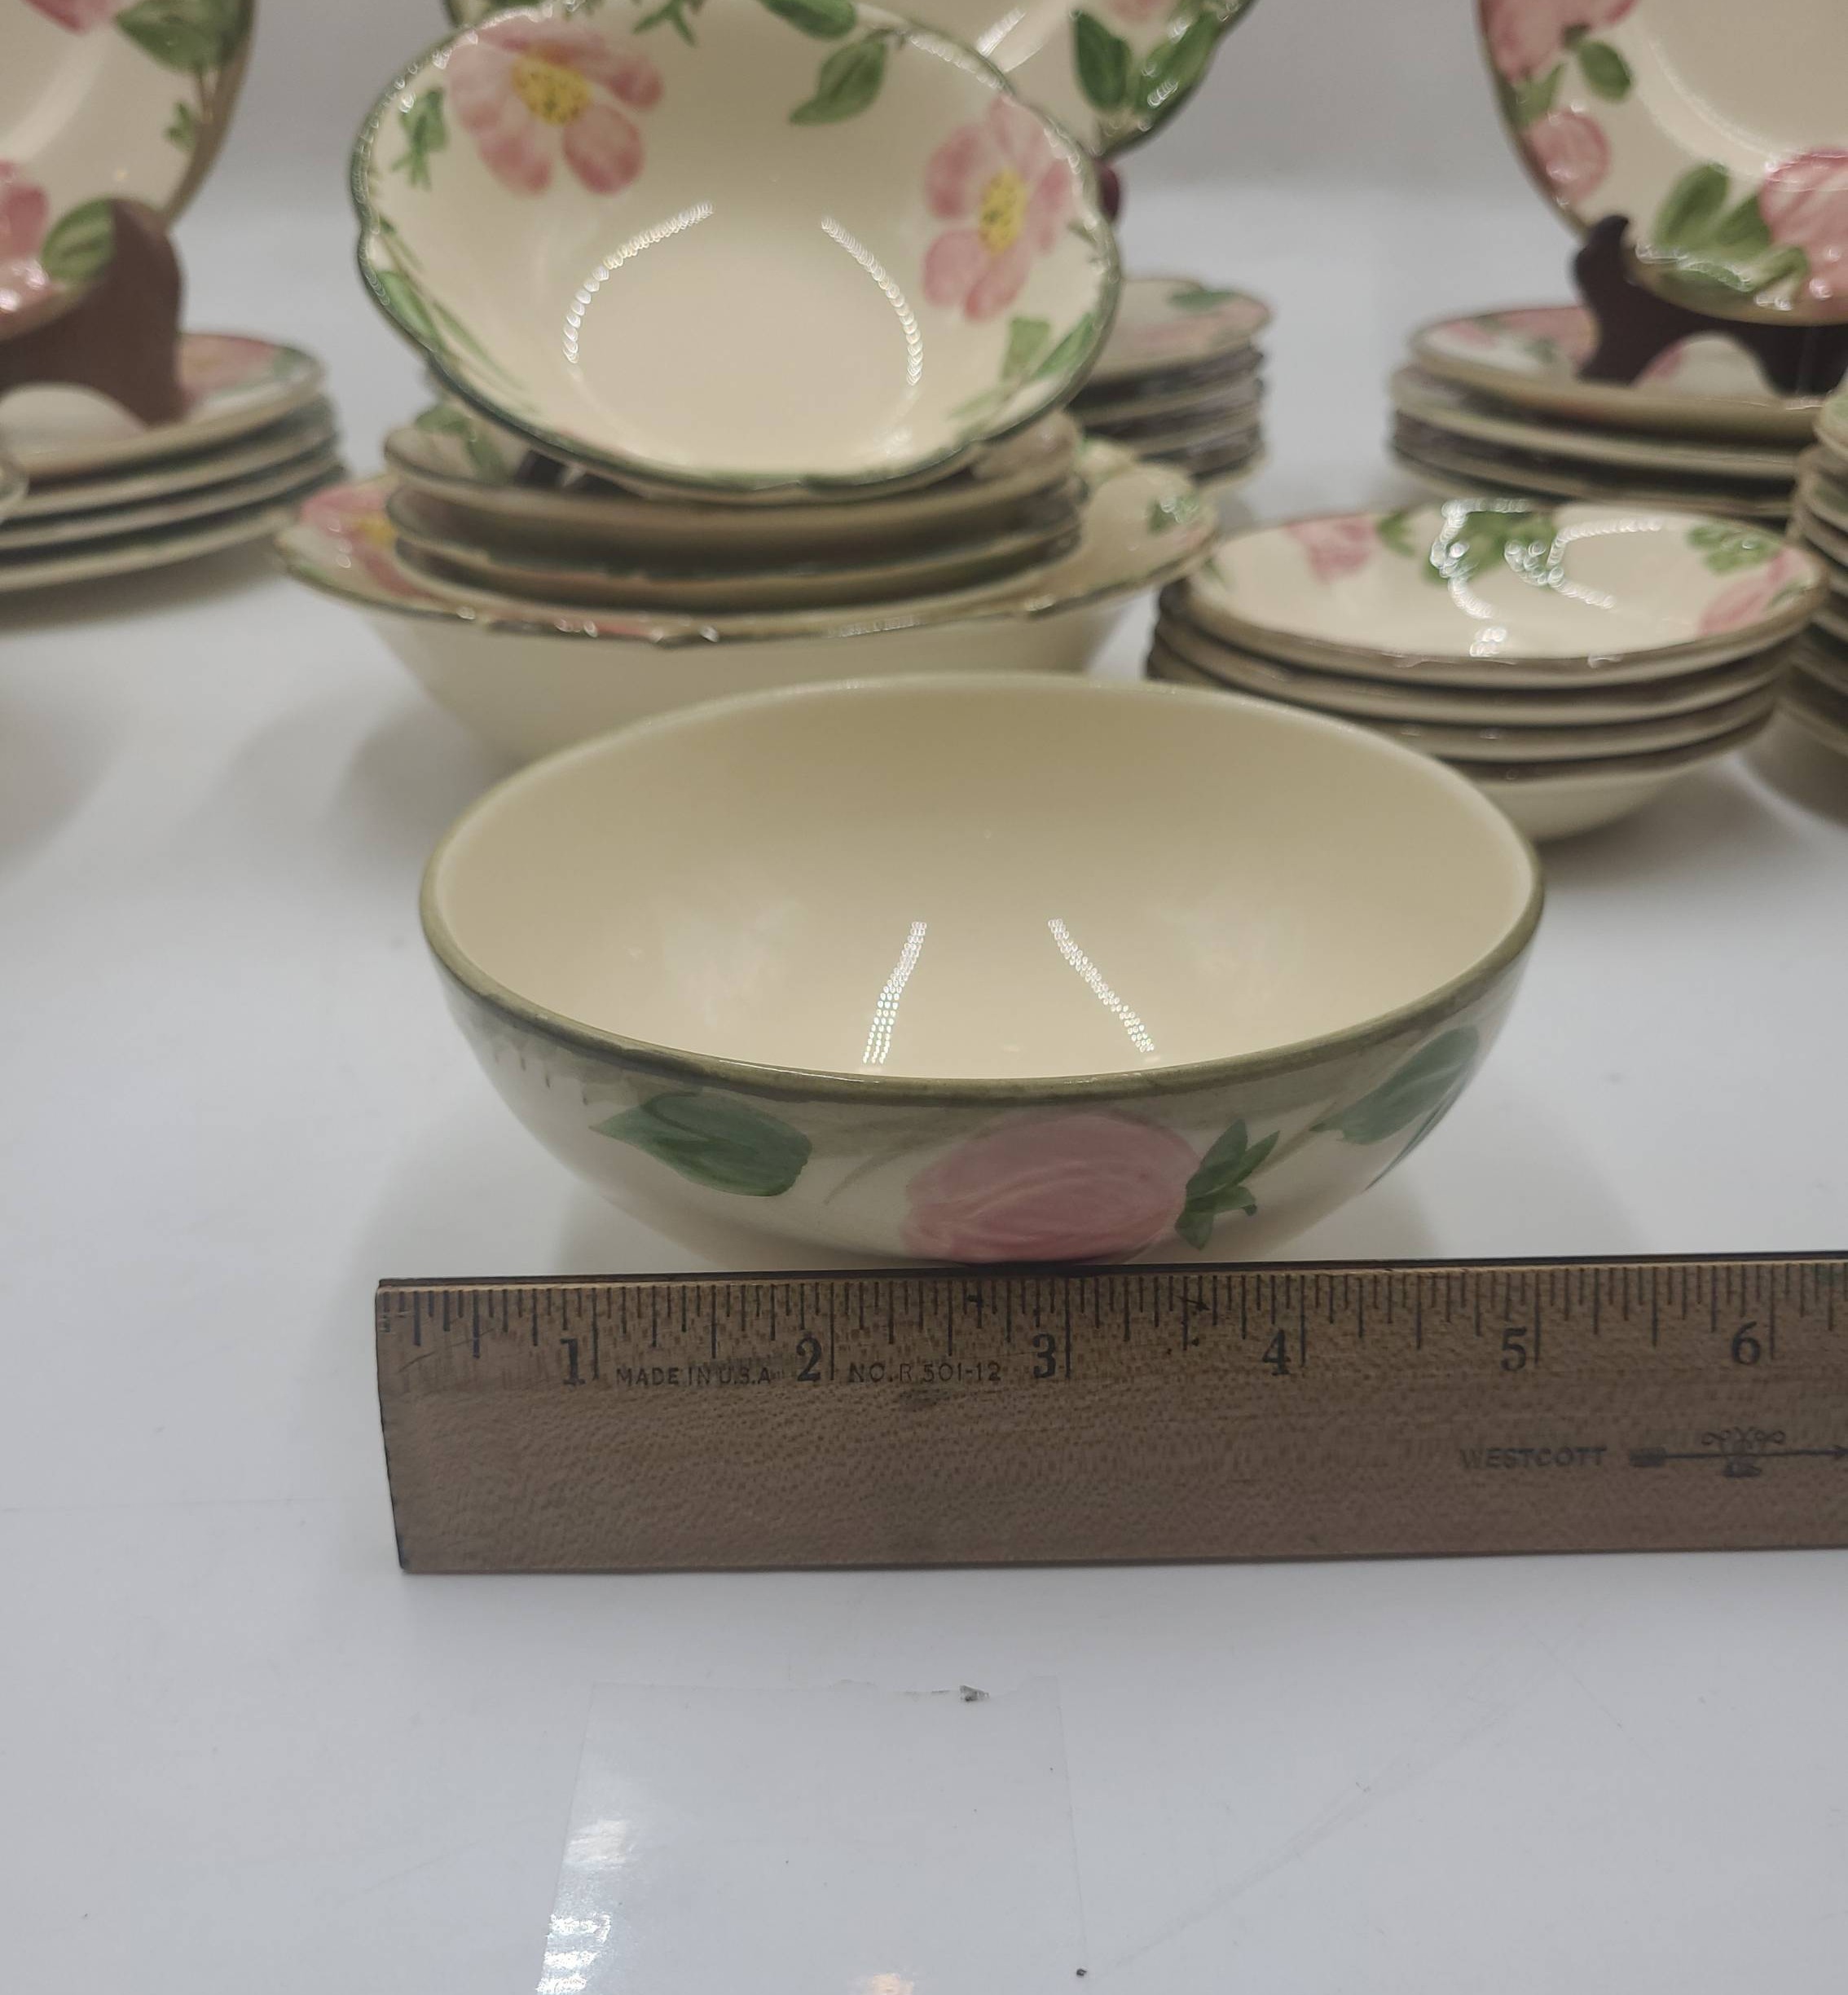 1 2 3 4 5 6
MADE IN U.S.A NO. R 501-12
WESTCOTT